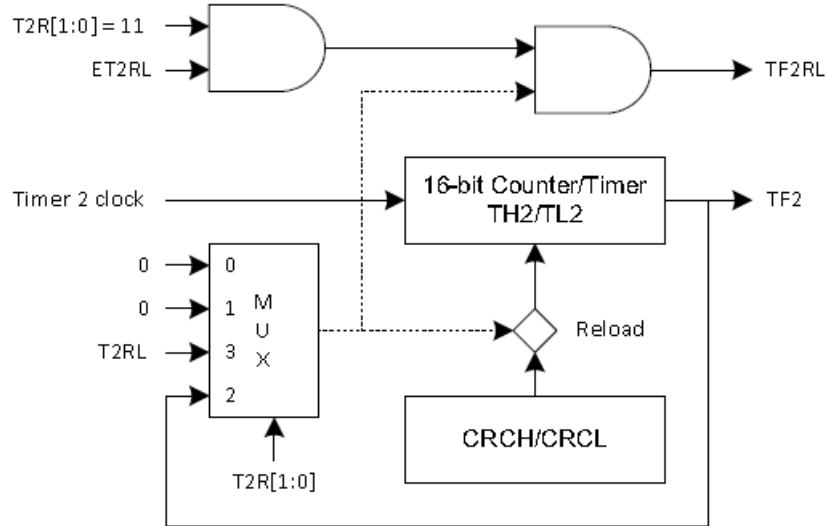 T2R[1:0] = 11
ET2RL
TF2RL
16-bit Counter/Timer
TH2/TL2
Timer 2 clock
TF2
0 0
0 1
T2RL 3
2
M
U
X
Reload
CRCH/CRCL
T2R[1:0]